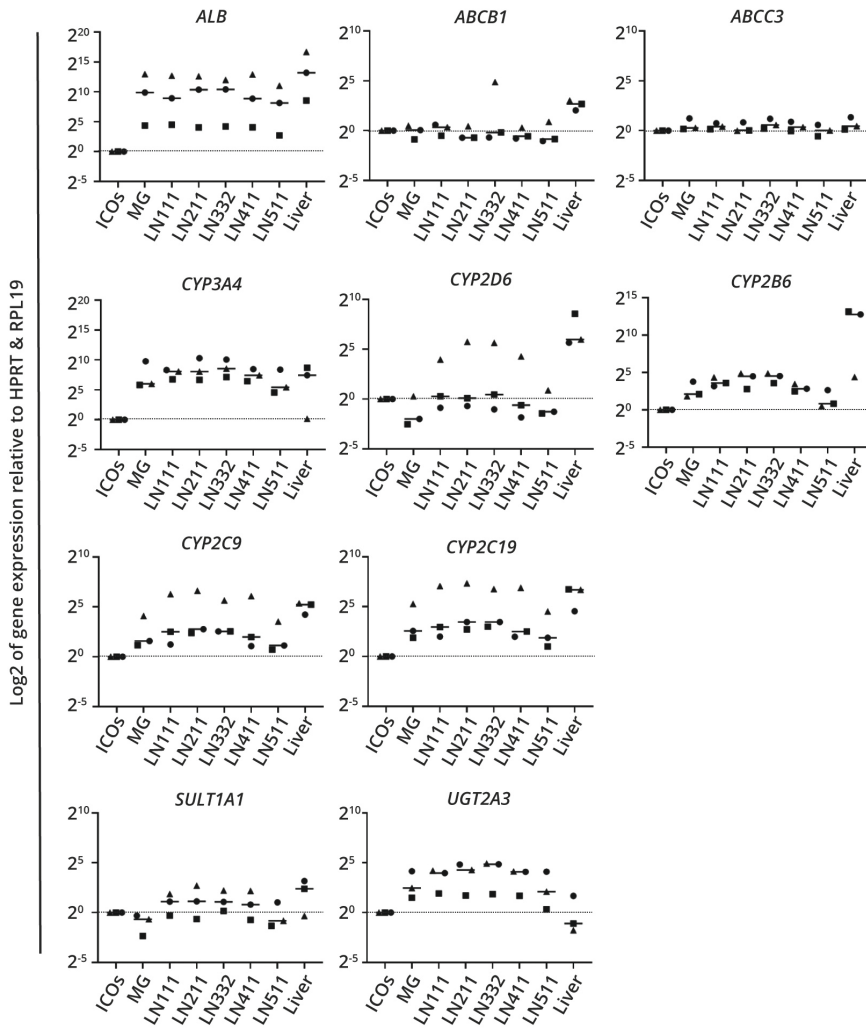 Log2 of gene expression relative to HPRT & RPL19
ALB
2^20
2^15
2^10
2^5
2^0
2^-5
ICOs MG LN111 LN211 LN332 LN411 LN511 Liver
ABCB1
2^10
2^5
2^0
2^-5
ICOs MG LN111 LN211 LN332 LN411 LN511 Liver
ABCC3
2^10
2^5
2^0
2^-5
ICOs MG LN111 LN211 LN332 LN411 LN511 Liver
CYP3A4
2^20
2^15
2^10
2^5
2^0
2^-5
ICOs MG LN111 LN211 LN332 LN411 LN511 Liver
CYP2D6
2^10
2^5
2^0
2^-5
ICOs MG LN111 LN211 LN332 LN411 LN511 Liver
CYP2B6
2^15
2^10
2^5
2^0
2^-5
ICOs MG LN111 LN211 LN332 LN411 LN511 Liver
CYP2C9
2^10
2^5
2^0
2^-5
ICOs MG LN111 LN211 LN332 LN411 LN511 Liver
CYP2C19
2^10
2^5
2^0
2^-5
ICOs MG LN111 LN211 LN332 LN411 LN511 Liver
SULT1A1
2^10
2^5
2^0
2^-5
ICOs MG LN111 LN211 LN332 LN411 LN511 Liver
UGT2A3
2^10
2^5
2^0
2^-5
ICOs MG LN111 LN211 LN332 LN411 LN511 Liver